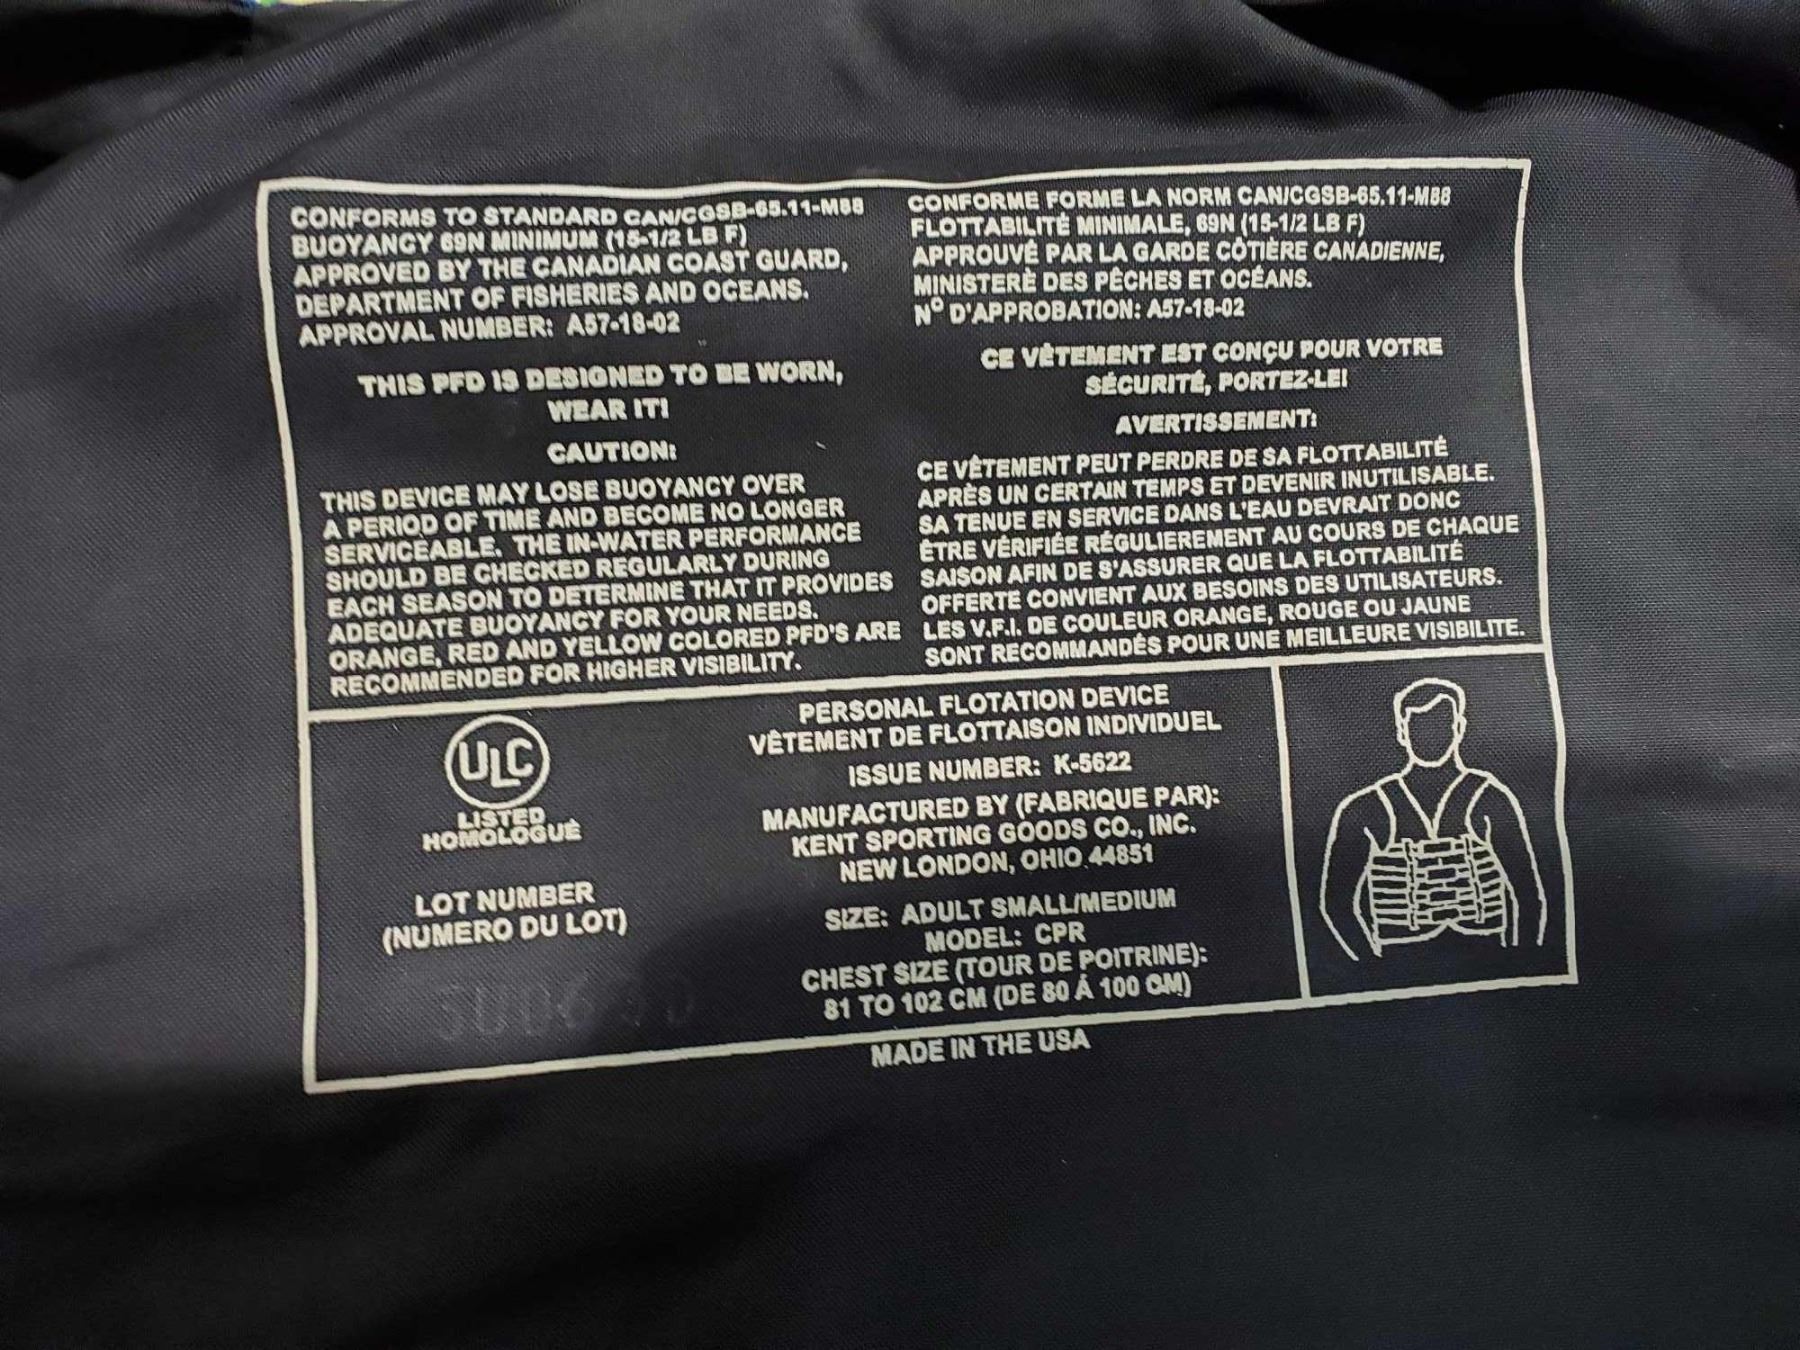 CONFORMS TO STANDARD CAN/CGSB-65.11-M88
BUOYANCY 69N MINIMUM (15-1/2 LB F)
APPROVED BY THE CANADIAN COAST GUARD,
DEPARTMENT OF FISHERIES AND OCEANS.
APPROVAL NUMBER: A57-18-02
THIS PFD IS DESIGNED TO BE WORN,
WEAR IT!
CAUTION:
THIS DEVICE MAY LOSE BUOYANCY OVER
A PERIOD OF TIME AND BECOME NO LONGER
SERVICEABLE. THE IN-WATER PERFORMANCE
SHOULD BE CHECKED REGULARLY DURING
EACH SEASON TO DETERMINE THAT IT PROVIDES
ADEQUATE BUOYANCY FOR YOUR NEEDS.
ORANGE, RED AND YELLOW COLORED PFD'S ARE
RECOMMENDED FOR HIGHER VISIBILITY.
CONFORME FORME LA NORM CAN/CGSB-65.11-M88
FLOTTABILITÉ MINIMALE, 69N (15-1/2 LB F)
APPROUVÉ PAR LA GARDE CÔTIÈRE CANADIENNE,
MINISTERÈ DES PÊCHES ET OCÉANS.
N° D'APPROBATION: A57-18-02
CE VÊTEMENT EST CONÇU POUR VOTRE
SÉCURITÉ, PORTEZ-LE!
AVERTISSEMENT:
CE VÊTEMENT PEUT PERDRE DE SA FLOTTABILITÉ
APRÈS UN CERTAIN TEMPS ET DEVENIR INUTILISABLE.
SA TENUE EN SERVICE DANS L'EAU DEVRAIT DONC
ÊTRE VÉRIFIÉE RÉGULIEREMENT AU COURS DE CHAQUE
SAISON AFIN DE S'ASSURER QUE LA FLOTTABILITÉ
OFFERTE CONVIENT AUX BESOINS DES UTILISATEURS.
LES V.F.I. DE COULEUR ORANGE, ROUGE OU JAUNE
SONT RECOMMANDÉS POUR UNE MEILLEURE VISIBILITE.
ULC
LISTED
HOMOLOGUÉ
LOT NUMBER
(NUMERO DU LOT)
PERSONAL FLOTATION DEVICE
VÊTEMENT DE FLOTTAISON INDIVIDUEL
ISSUE NUMBER: K-5622
MANUFACTURED BY (FABRIQUE PAR):
KENT SPORTING GOODS CO., INC.
NEW LONDON, OHIO 44851
SIZE: ADULT SMALL/MEDIUM
MODEL: CPR
CHEST SIZE (TOUR DE POITRINE):
81 TO 102 CM (DE 80 Á 100 CM)
MADE IN THE USA